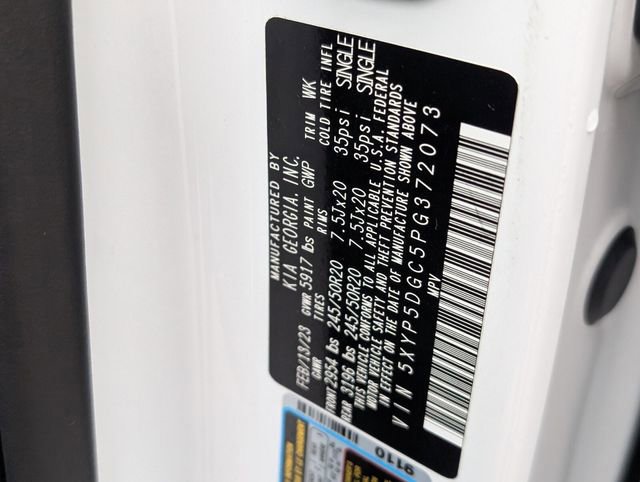 MANUFACTURED BY
KIA GEORGIA, INC.
FEB/13/23 GVWR 5917 lbs PAINT GWP TRIM WK
GAWR TIRES RIMS COLD TIRE INFL
FRONT 2954 lbs 245/50R20 7.5Jx20 35psi SINGLE
REAR 3196 lbs 245/50R20 7.5Jx20 35psi SINGLE
THIS VEHICLE CONFORMS TO ALL APPLICABLE U.S.A. FEDERAL
MOTOR VEHICLE SAFETY AND THEFT PREVENTION STANDARDS
IN EFFECT ON THE DATE OF MANUFACTURE SHOWN ABOVE
VIN 5XYP5DGC5PG372073
MPV
9110